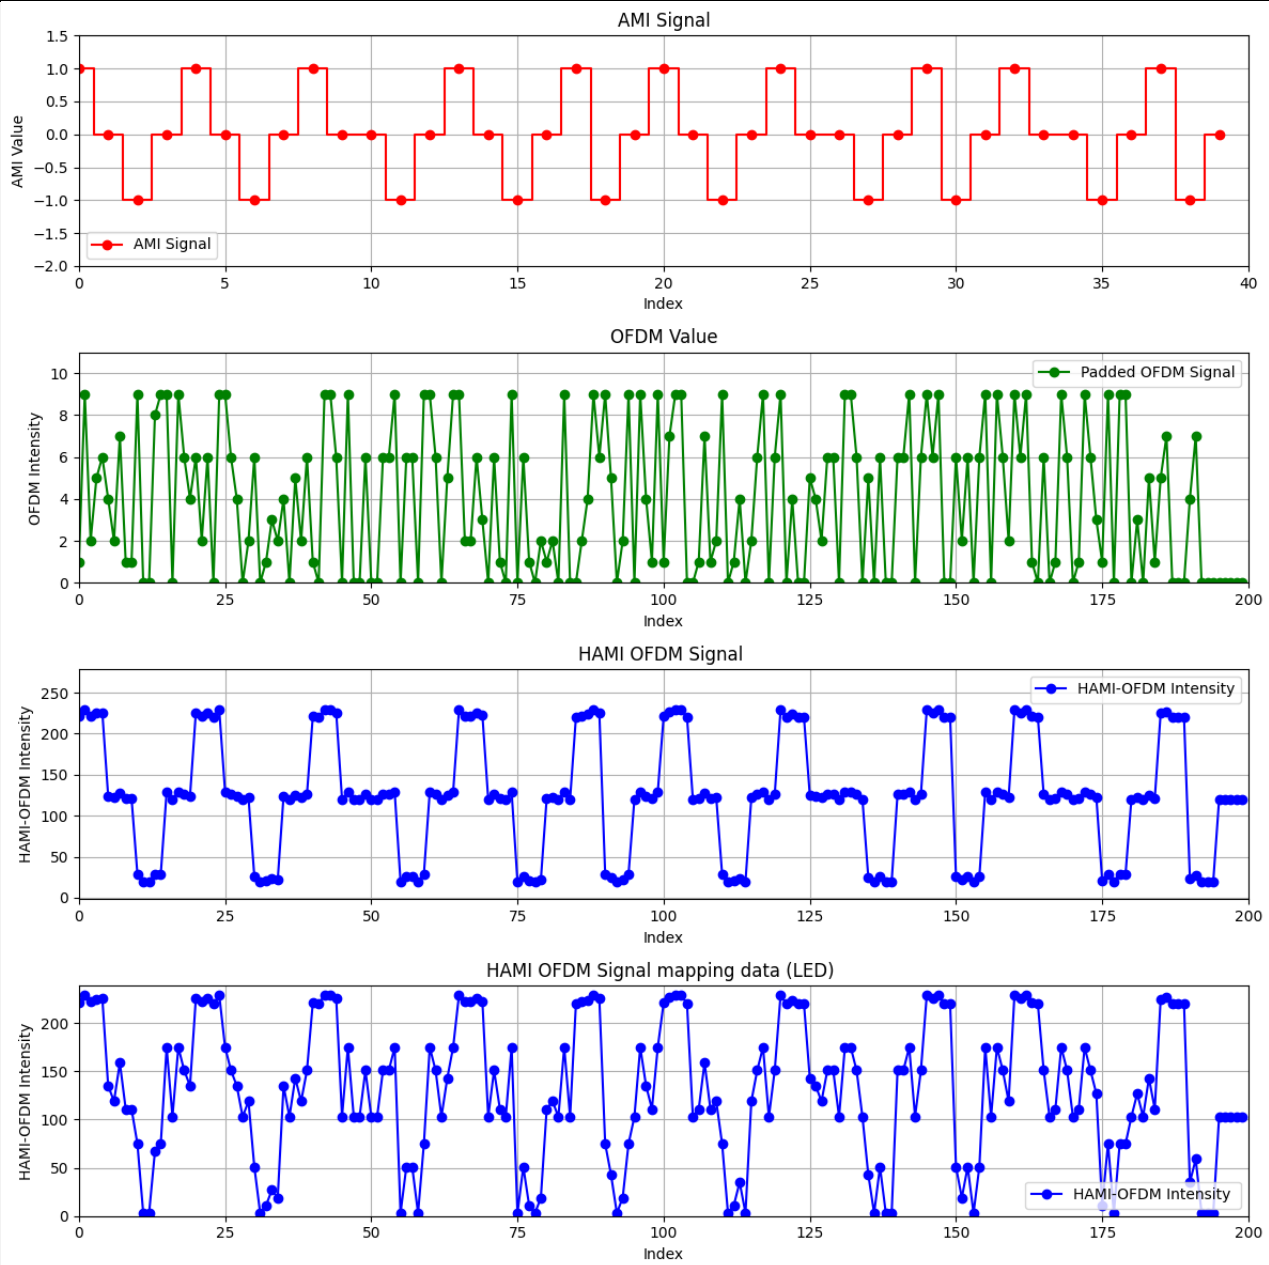 AMI Signal
1.5
1.0
0.5
0.0
−0.5
−1.0
−1.5
−2.0
AMI Value
AMI Signal
0 5 10 15 20 25 30 35 40
Index
OFDM Value
10
8
6
4
2
0
OFDM Intensity
Padded OFDM Signal
0 25 50 75 100 125 150 175 200
Index
HAMI OFDM Signal
250
200
150
100
50
0
HAMI-OFDM Intensity
HAMI-OFDM Intensity
0 25 50 75 100 125 150 175 200
Index
HAMI OFDM Signal mapping data (LED)
200
150
100
50
0
HAMI-OFDM Intensity
HAMI-OFDM Intensity
0 25 50 75 100 125 150 175 200
Index